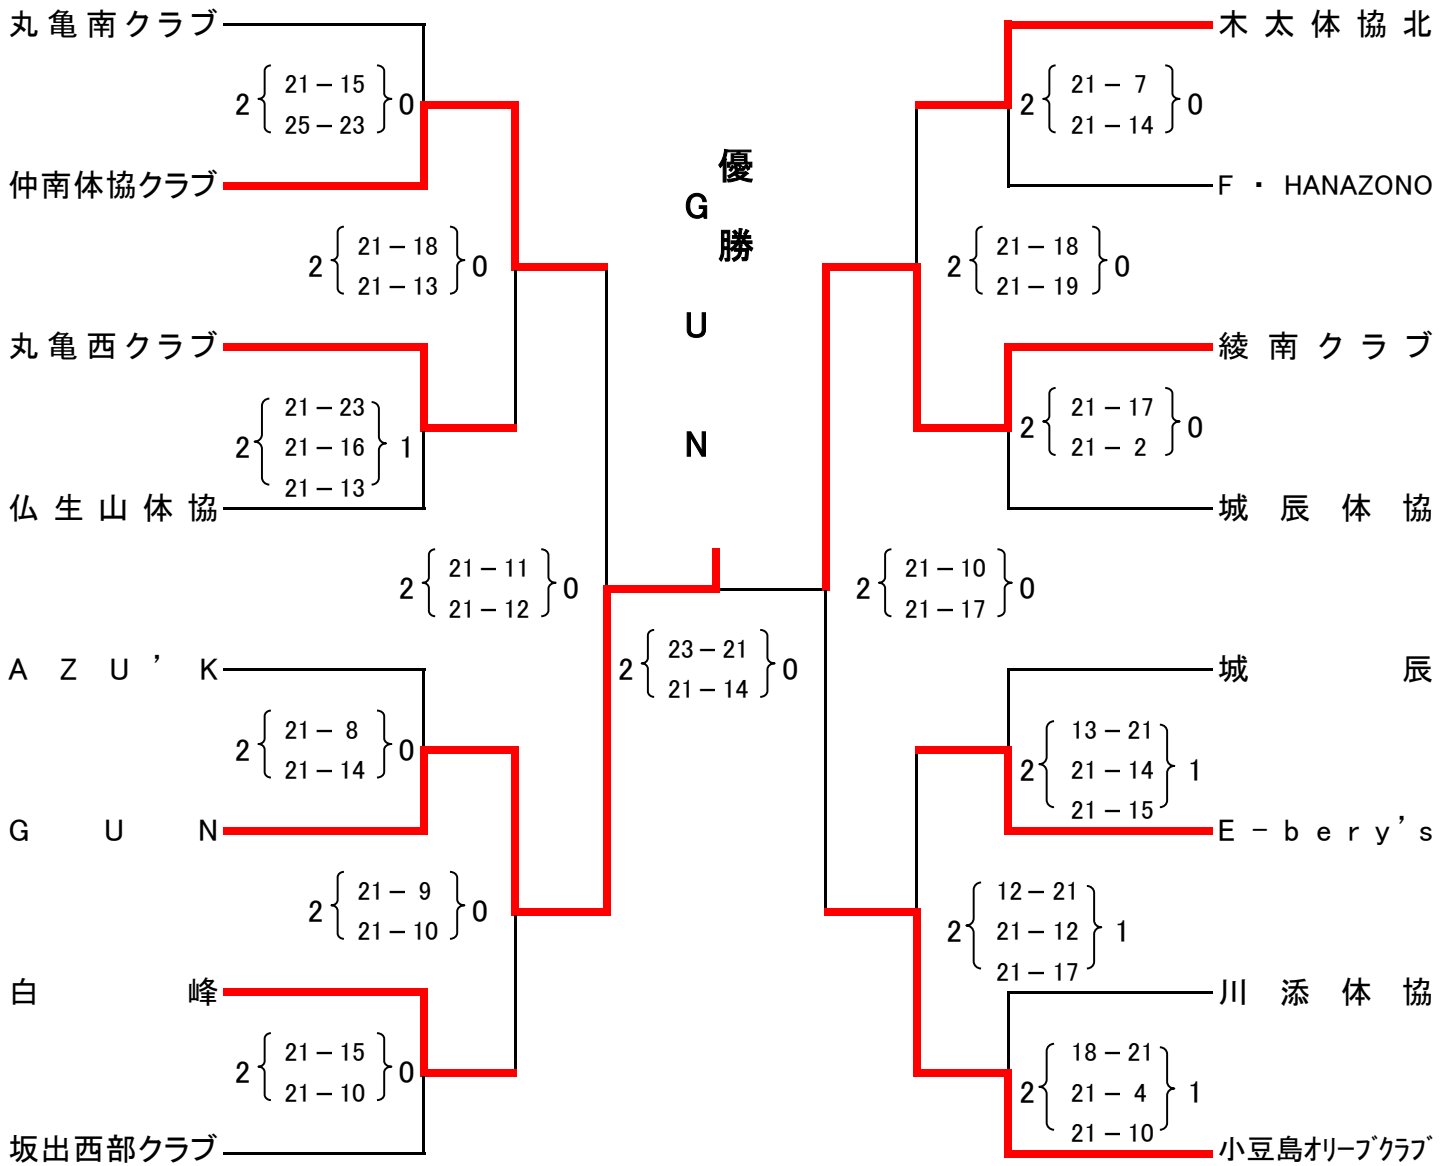 丸亀南クラブ
木太体協北
2 21－15 0
25－23
2 21－7 0
21－14
優勝
GUN
仲南体協クラブ
F・HANAZONO
2 21－18 0
21－13
2 21－18 0
21－19
丸亀西クラブ
綾南クラブ
21－23
2 21－16 1
21－13
2 21－17 0
21－2
仏生山体協
城辰体協
2 21－11 0
21－12
2 21－10 0
21－17
2 23－21 0
21－14
AZU’K
城辰
2 21－8 0
21－14
13－21
2 21－14 1
21－15
GUN
E－bery’s
2 21－9 0
21－10
12－21
2 21－12 1
21－17
白峰
川添体協
2 21－15 0
21－10
18－21
2 21－4 1
21－10
坂出西部クラブ
小豆島オリーブクラブ